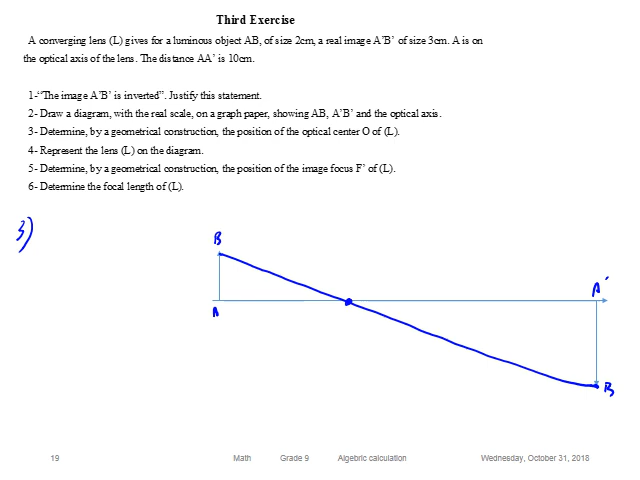 Third Exercise
A converging lens (L) gives for a luminous object AB, of size 2cm, a real image A'B' of size 3cm. A is on
the optical axis of the lens. The distance AA' is 10cm.
1-"The image A'B' is inverted". Justify this statement.
2- Draw a diagram, with the real scale, on a graph paper, showing AB, A'B' and the optical axis.
3- Determine, by a geometrical construction, the position of the optical center O of (L).
4- Represent the lens (L) on the diagram.
5- Determine, by a geometrical construction, the position of the image focus F' of (L).
6- Determine the focal length of (L).
3)
B
A'
A
B
19 Math Grade 9 Algebric calculation Wednesday, October 31, 2018